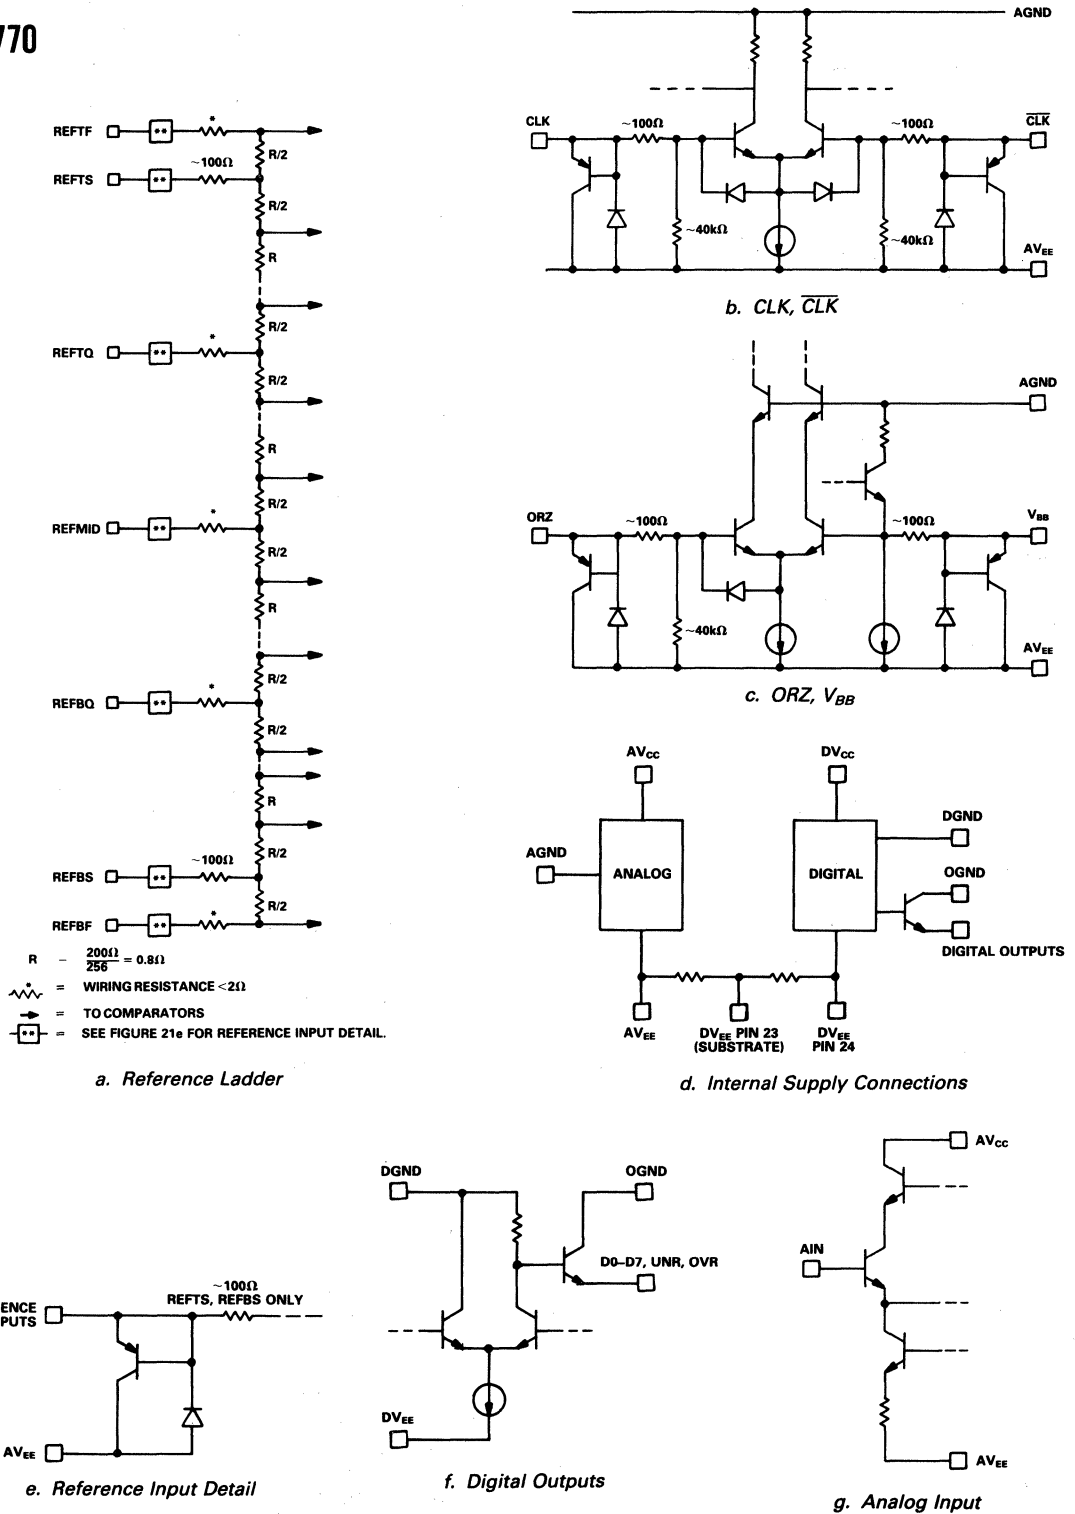 770
REFTF
**
*
R/2
REFTS
**
~100Ω
R/2
R
R/2
REFTQ
**
*
R/2
R
R/2
REFMID
**
*
R/2
R
R/2
REFBQ
**
*
R/2
R
R/2
REFBS
**
~100Ω
R/2
REFBF
**
*
R – 200Ω/256 = 0.8Ω
* = WIRING RESISTANCE <2Ω
= TO COMPARATORS
** = SEE FIGURE 21e FOR REFERENCE INPUT DETAIL.
a. Reference Ladder
AGND
CLK
~100Ω
~100Ω
C̅L̅K̅
~40kΩ
~40kΩ
AVEE
b. CLK, C̅L̅K̅
AGND
ORZ
~100Ω
~100Ω
VBB
~40kΩ
AVEE
c. ORZ, VBB
AVCC
DVCC
AGND
ANALOG
DIGITAL
DGND
OGND
DIGITAL OUTPUTS
AVEE
DVEE PIN 23
(SUBSTRATE)
DVEE
PIN 24
d. Internal Supply Connections
ENCE
PUTS
~100Ω
REFTS, REFBS ONLY
AVEE
e. Reference Input Detail
DGND
OGND
D0–D7, UNR, OVR
DVEE
f. Digital Outputs
AVCC
AIN
AVEE
g. Analog Input